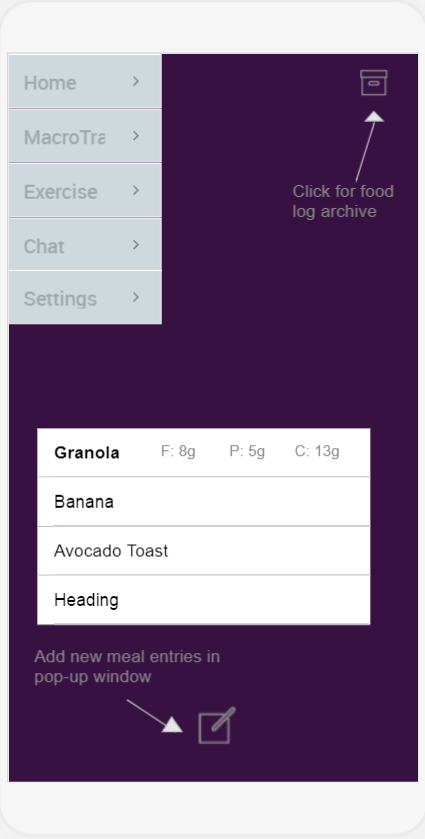 Home
MacroTra
Exercise
Chat
Settings
Click for food
log archive
Granola F: 8g P: 5g C: 13g
Banana
Avocado Toast
Heading
Add new meal entries in
pop-up window